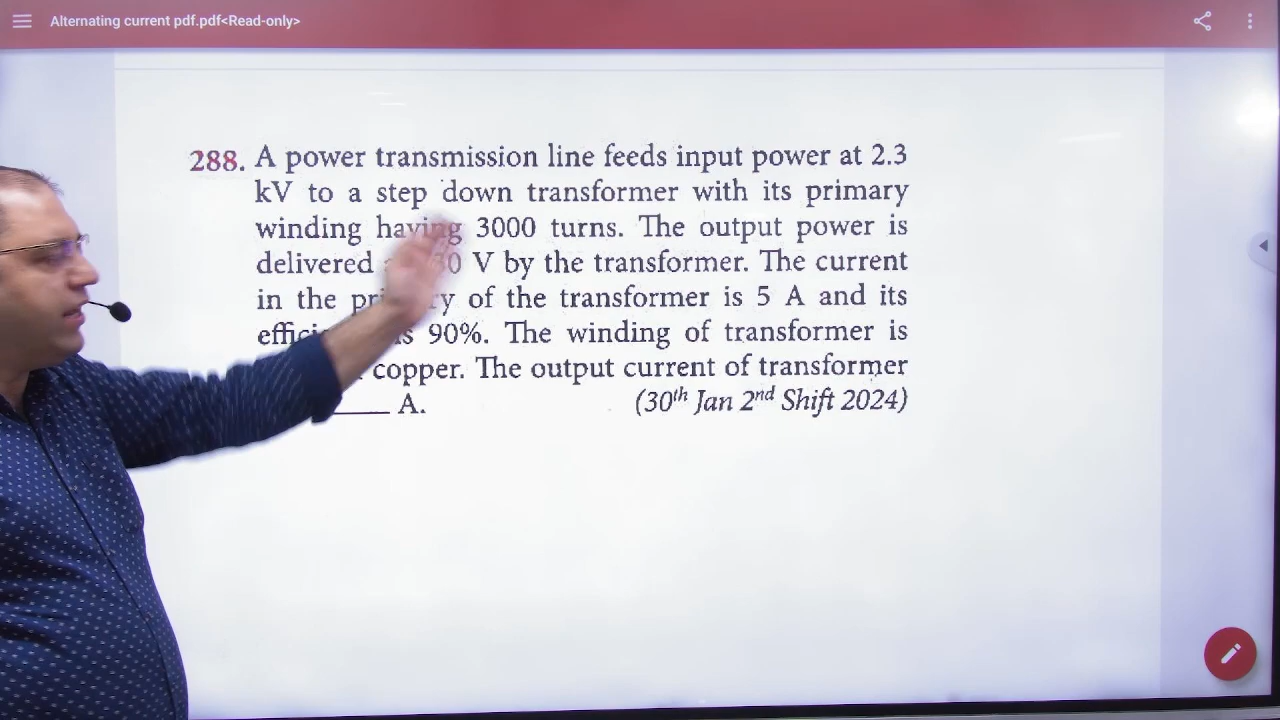 Alternating current pdf.pdf<Read-only>
288. A power transmission line feeds input power at 2.3
kV to a step down transformer with its primary
winding having 3000 turns. The output power is
delivered 0 V by the transformer. The current
in the of the transformer is 5 A and its
90%. The winding of transformer is
copper. The output current of transformer
____ A. (30th Jan 2nd Shift 2024)